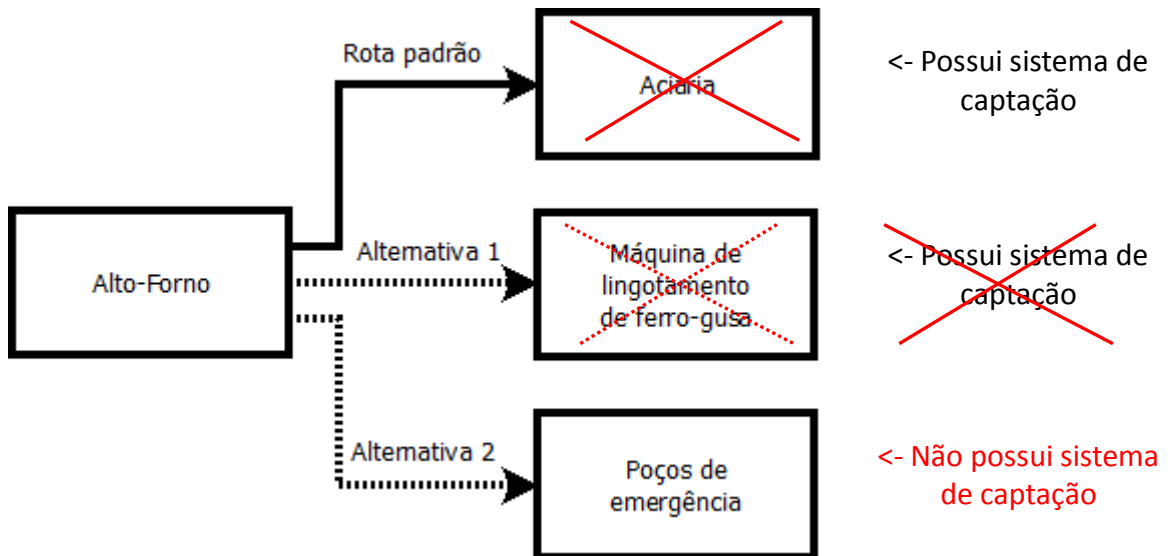 Rota padrão
Aciaria
<- Possui sistema de
captação
Alto-Forno
Alternativa 1
Máquina de
lingotamento
de ferro-gusa
<- Possui sistema de
captação
Alternativa 2
Poços de
emergência
<- Não possui sistema
de captação